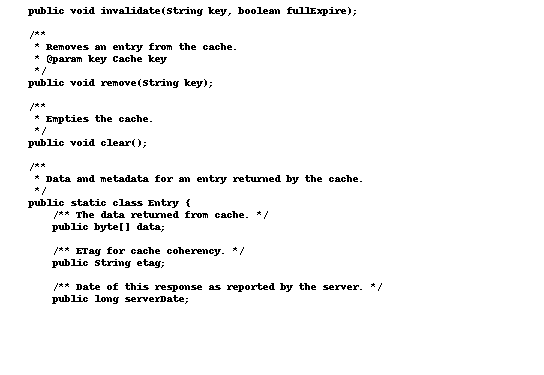 public void invalidate(String key, boolean fullExpire);
/**
* Removes an entry from the cache.
* @param key Cache key
*/
public void remove(String key);
/**
* Empties the cache.
*/
public void clear();
/**
* Data and metadata for an entry returned by the cache.
*/
public static class Entry {
/** The data returned from cache. */
public byte[] data;
/** ETag for cache coherency. */
public String etag;
/** Date of this response as reported by the server. */
public long serverDate;